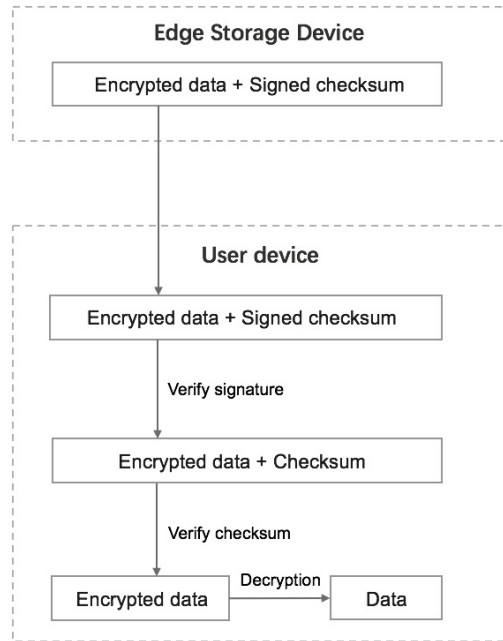 Edge Storage Device
Encrypted data + Signed checksum
User device
Encrypted data + Signed checksum
Verify signature
Encrypted data + Checksum
Verify checksum
Encrypted data
Decryption
Data